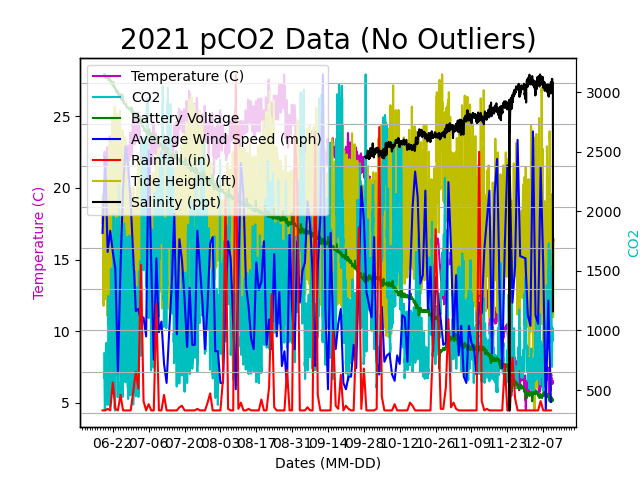 2021 pCO2 Data (No Outliers)
Temperature (C)
CO2
Battery Voltage
Average Wind Speed (mph)
Rainfall (in)
Tide Height (ft)
Salinity (ppt)
25
20
15
10
5
Temperature (C)
3000
2500
2000
1500
1000
500
CO2
06-22 07-06 07-20 08-03 08-17 08-31 09-14 09-28 10-12 10-26 11-09 11-23 12-07
Dates (MM-DD)